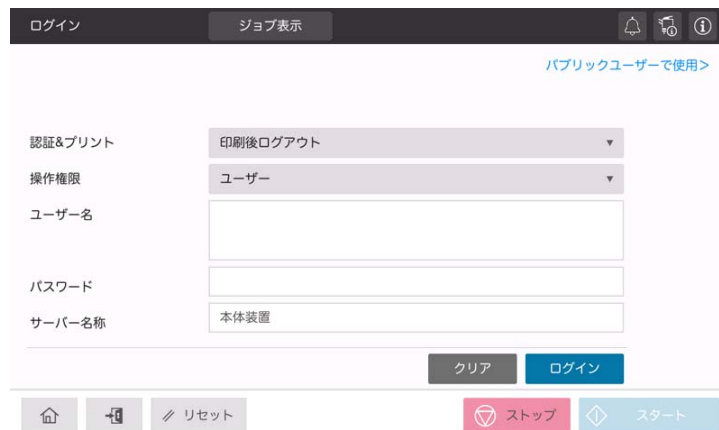 ログイン ジョブ表示
パブリックユーザーで使用>
認証&プリント 印刷後ログアウト
操作権限 ユーザー
ユーザー名
パスワード
サーバー名称 本体装置
クリア ログイン
リセット ストップ スタート